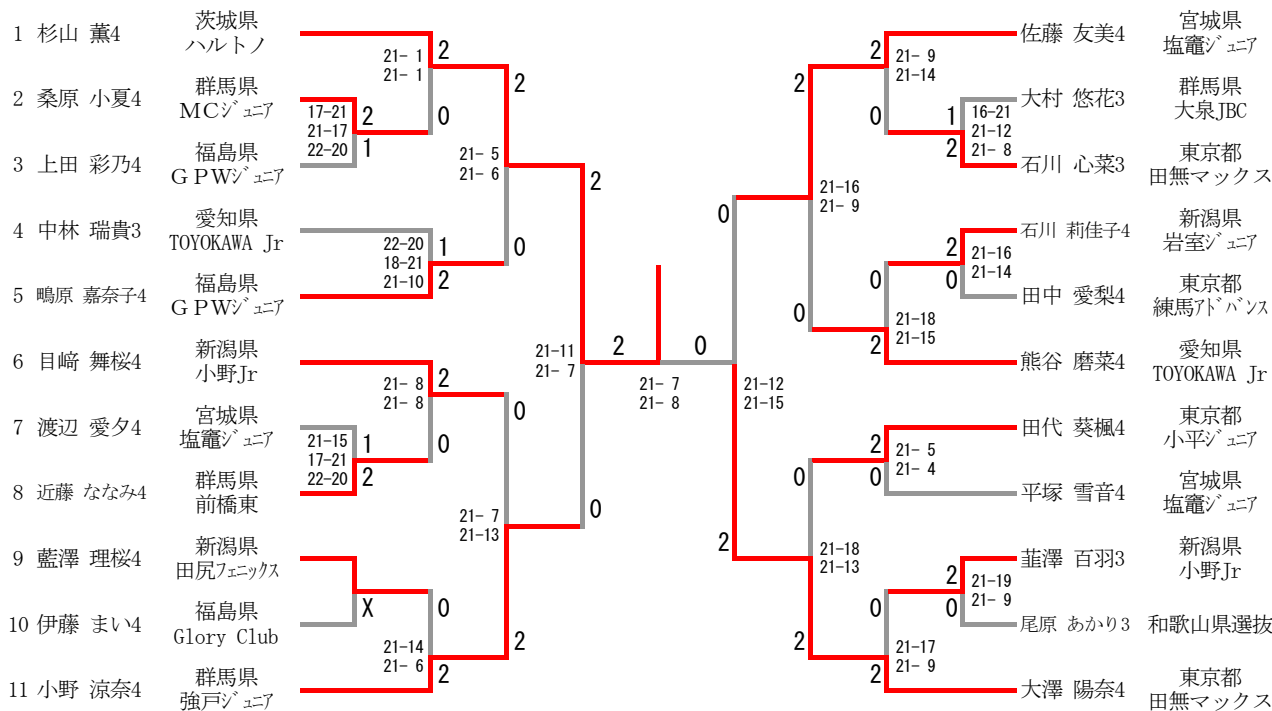 1 杉山 薫4 茨城県
ハルトノ
2 桑原 小夏4 群馬県
MCジュニア
3 上田 彩乃4 福島県
GPWジュニア
4 中林 瑞貴3 愛知県
TOYOKAWA Jr
5 鴫原 嘉奈子4 福島県
GPWジュニア
6 目﨑 舞桜4 新潟県
小野Jr
7 渡辺 愛夕4 宮城県
塩竈ジュニア
8 近藤 ななみ4 群馬県
前橋東
9 藍澤 理桜4 新潟県
田尻フェニックス
10 伊藤 まい4 福島県
Glory Club
11 小野 涼奈4 群馬県
強戸ジュニア
17-21
21-17
22-20
2
1
21-15
17-21
22-20
1
2
X
21- 1
21- 1
2
0
22-20
18-21
21-10
1
2
21- 8
21- 8
2
0
21-14
21- 6
0
2
21- 5
21- 6
2
0
21- 7
21-13
0
2
21-11
21- 7
2
0
2
0
21- 7
21- 8
21-12
21-15
0
2
21-16
21- 9
2
0
21-18
21-13
0
2
21- 9
21-14
2
0
21-18
21-15
0
2
21- 5
21- 4
2
0
21-17
21- 9
0
2
16-21
21-12
21- 8
1
2
21-16
21-14
2
0
21-19
21- 9
2
0
佐藤 友美4 宮城県
塩竈ジュニア
大村 悠花3 群馬県
大泉JBC
石川 心菜3 東京都
田無マックス
石川 莉佳子4 新潟県
岩室ジュニア
田中 愛梨4 東京都
練馬アドバンス
熊谷 磨菜4 愛知県
TOYOKAWA Jr
田代 葵楓4 東京都
小平ジュニア
平塚 雪音4 宮城県
塩竈ジュニア
韮澤 百羽3 新潟県
小野Jr
尾原 あかり3 和歌山県選抜
大澤 陽奈4 東京都
田無マックス